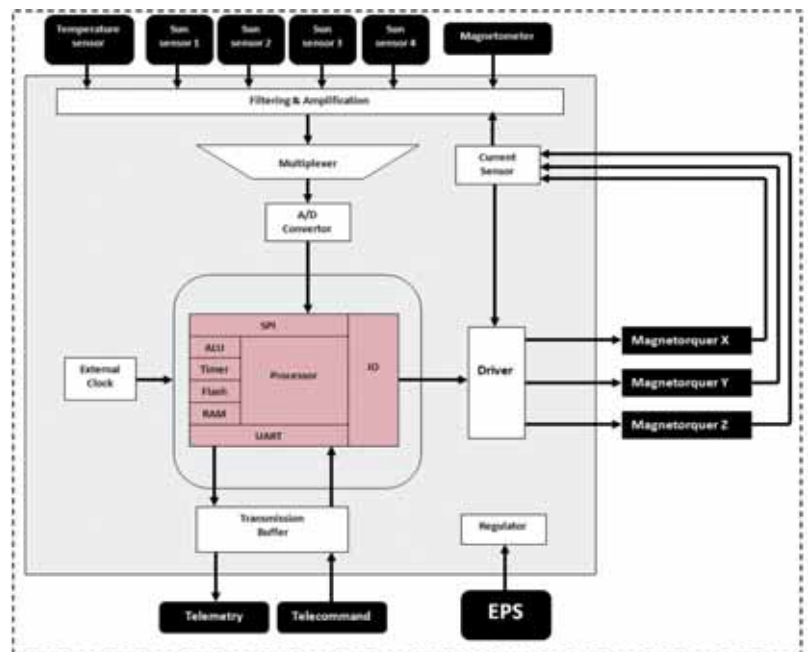 Temperature
sensor
Sun
sensor 1
Sun
sensor 2
Sun
sensor 3
Sun
sensor 4
Magnetometer
Filtering & Amplification
Multiplexer
Current
Sensor
A/D
Convertor
SPI
ALU
Timer
Flash
RAM
Processor
IO
UART
External
Clock
Driver
Magnetorquer X
Magnetorquer Y
Magnetorquer Z
Transmission
Buffer
Regulator
Telemetry
Telecommand
EPS